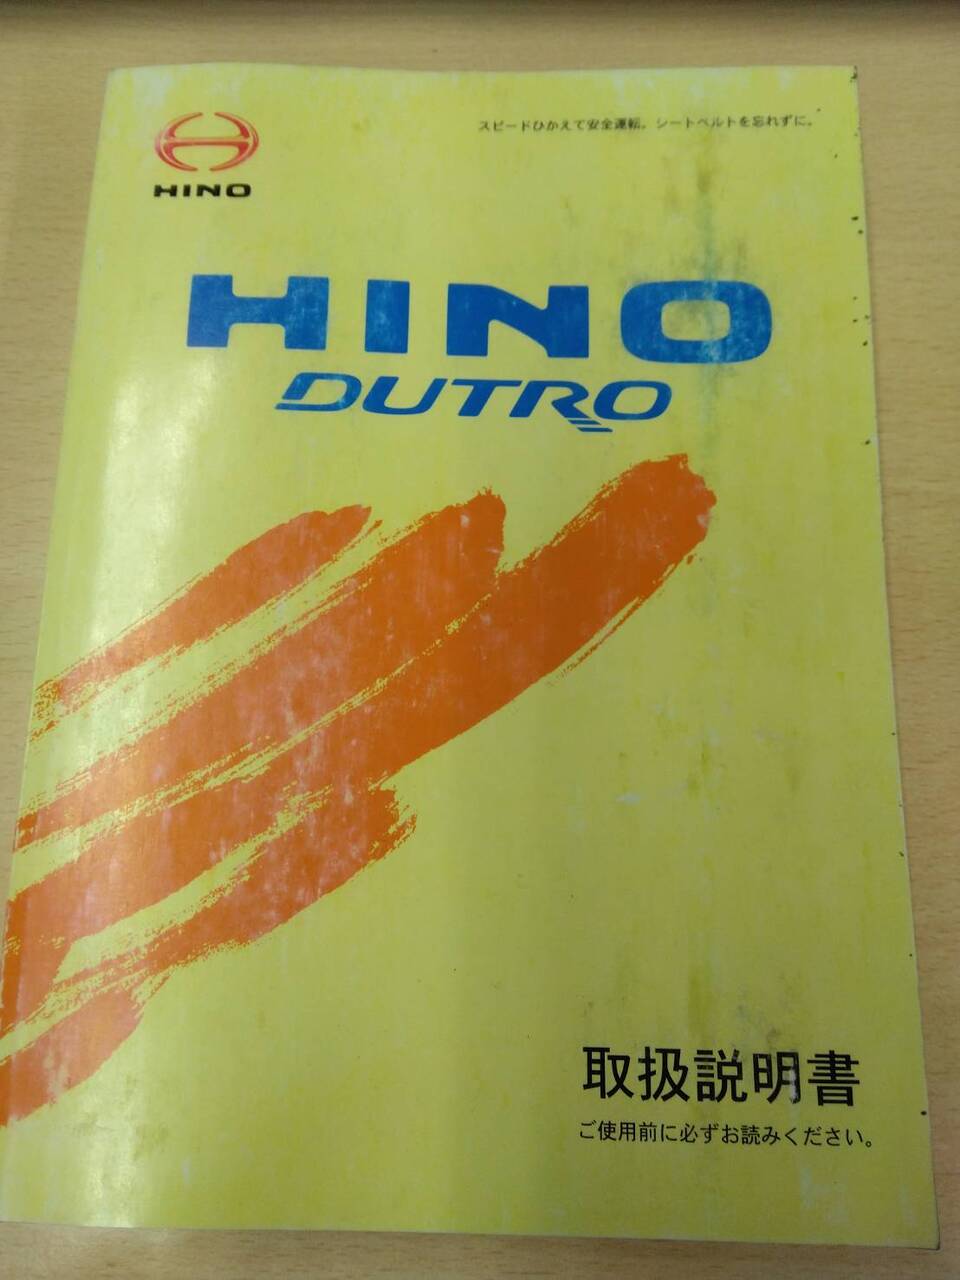 スピードひかえて安全運転。シートベルトを忘れずに。
HINO
HINO
DUTRO
取扱説明書
ご使用前に必ずお読みください。